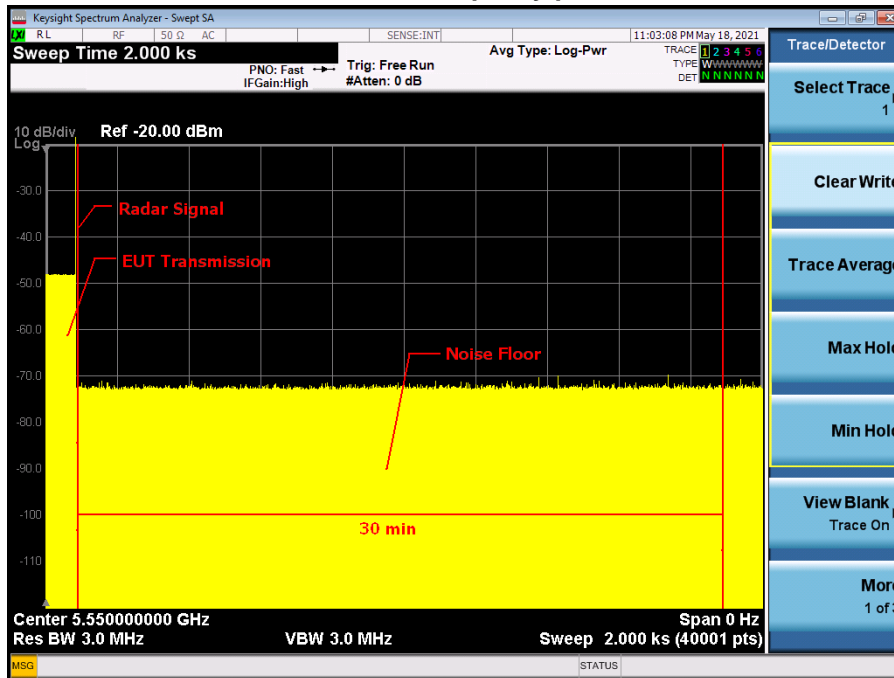 Keysight Spectrum Analyzer - Swept SA
LXI RL RF 50 Ω AC SENSE:INT 11:03:08 PM May 18, 2021
Sweep Time 2.000 ks
PNO: Fast
IFGain:High
Trig: Free Run
#Atten: 0 dB
Avg Type: Log-Pwr
TRACE 1 2 3 4 5 6
TYPE WWWWWW
DET N N N N N N
10 dB/div Ref -20.00 dBm
Log
-30.0
-40.0
-50.0
-60.0
-70.0
-80.0
-90.0
-100
-110
Radar Signal
EUT Transmission
Noise Floor
30 min
Center 5.550000000 GHz Span 0 Hz
Res BW 3.0 MHz VBW 3.0 MHz Sweep 2.000 ks (40001 pts)
MSG STATUS
Trace/Detector
Select Trace
1
Clear Write
Trace Average
Max Hold
Min Hold
View Blank
Trace On
More
1 of 3